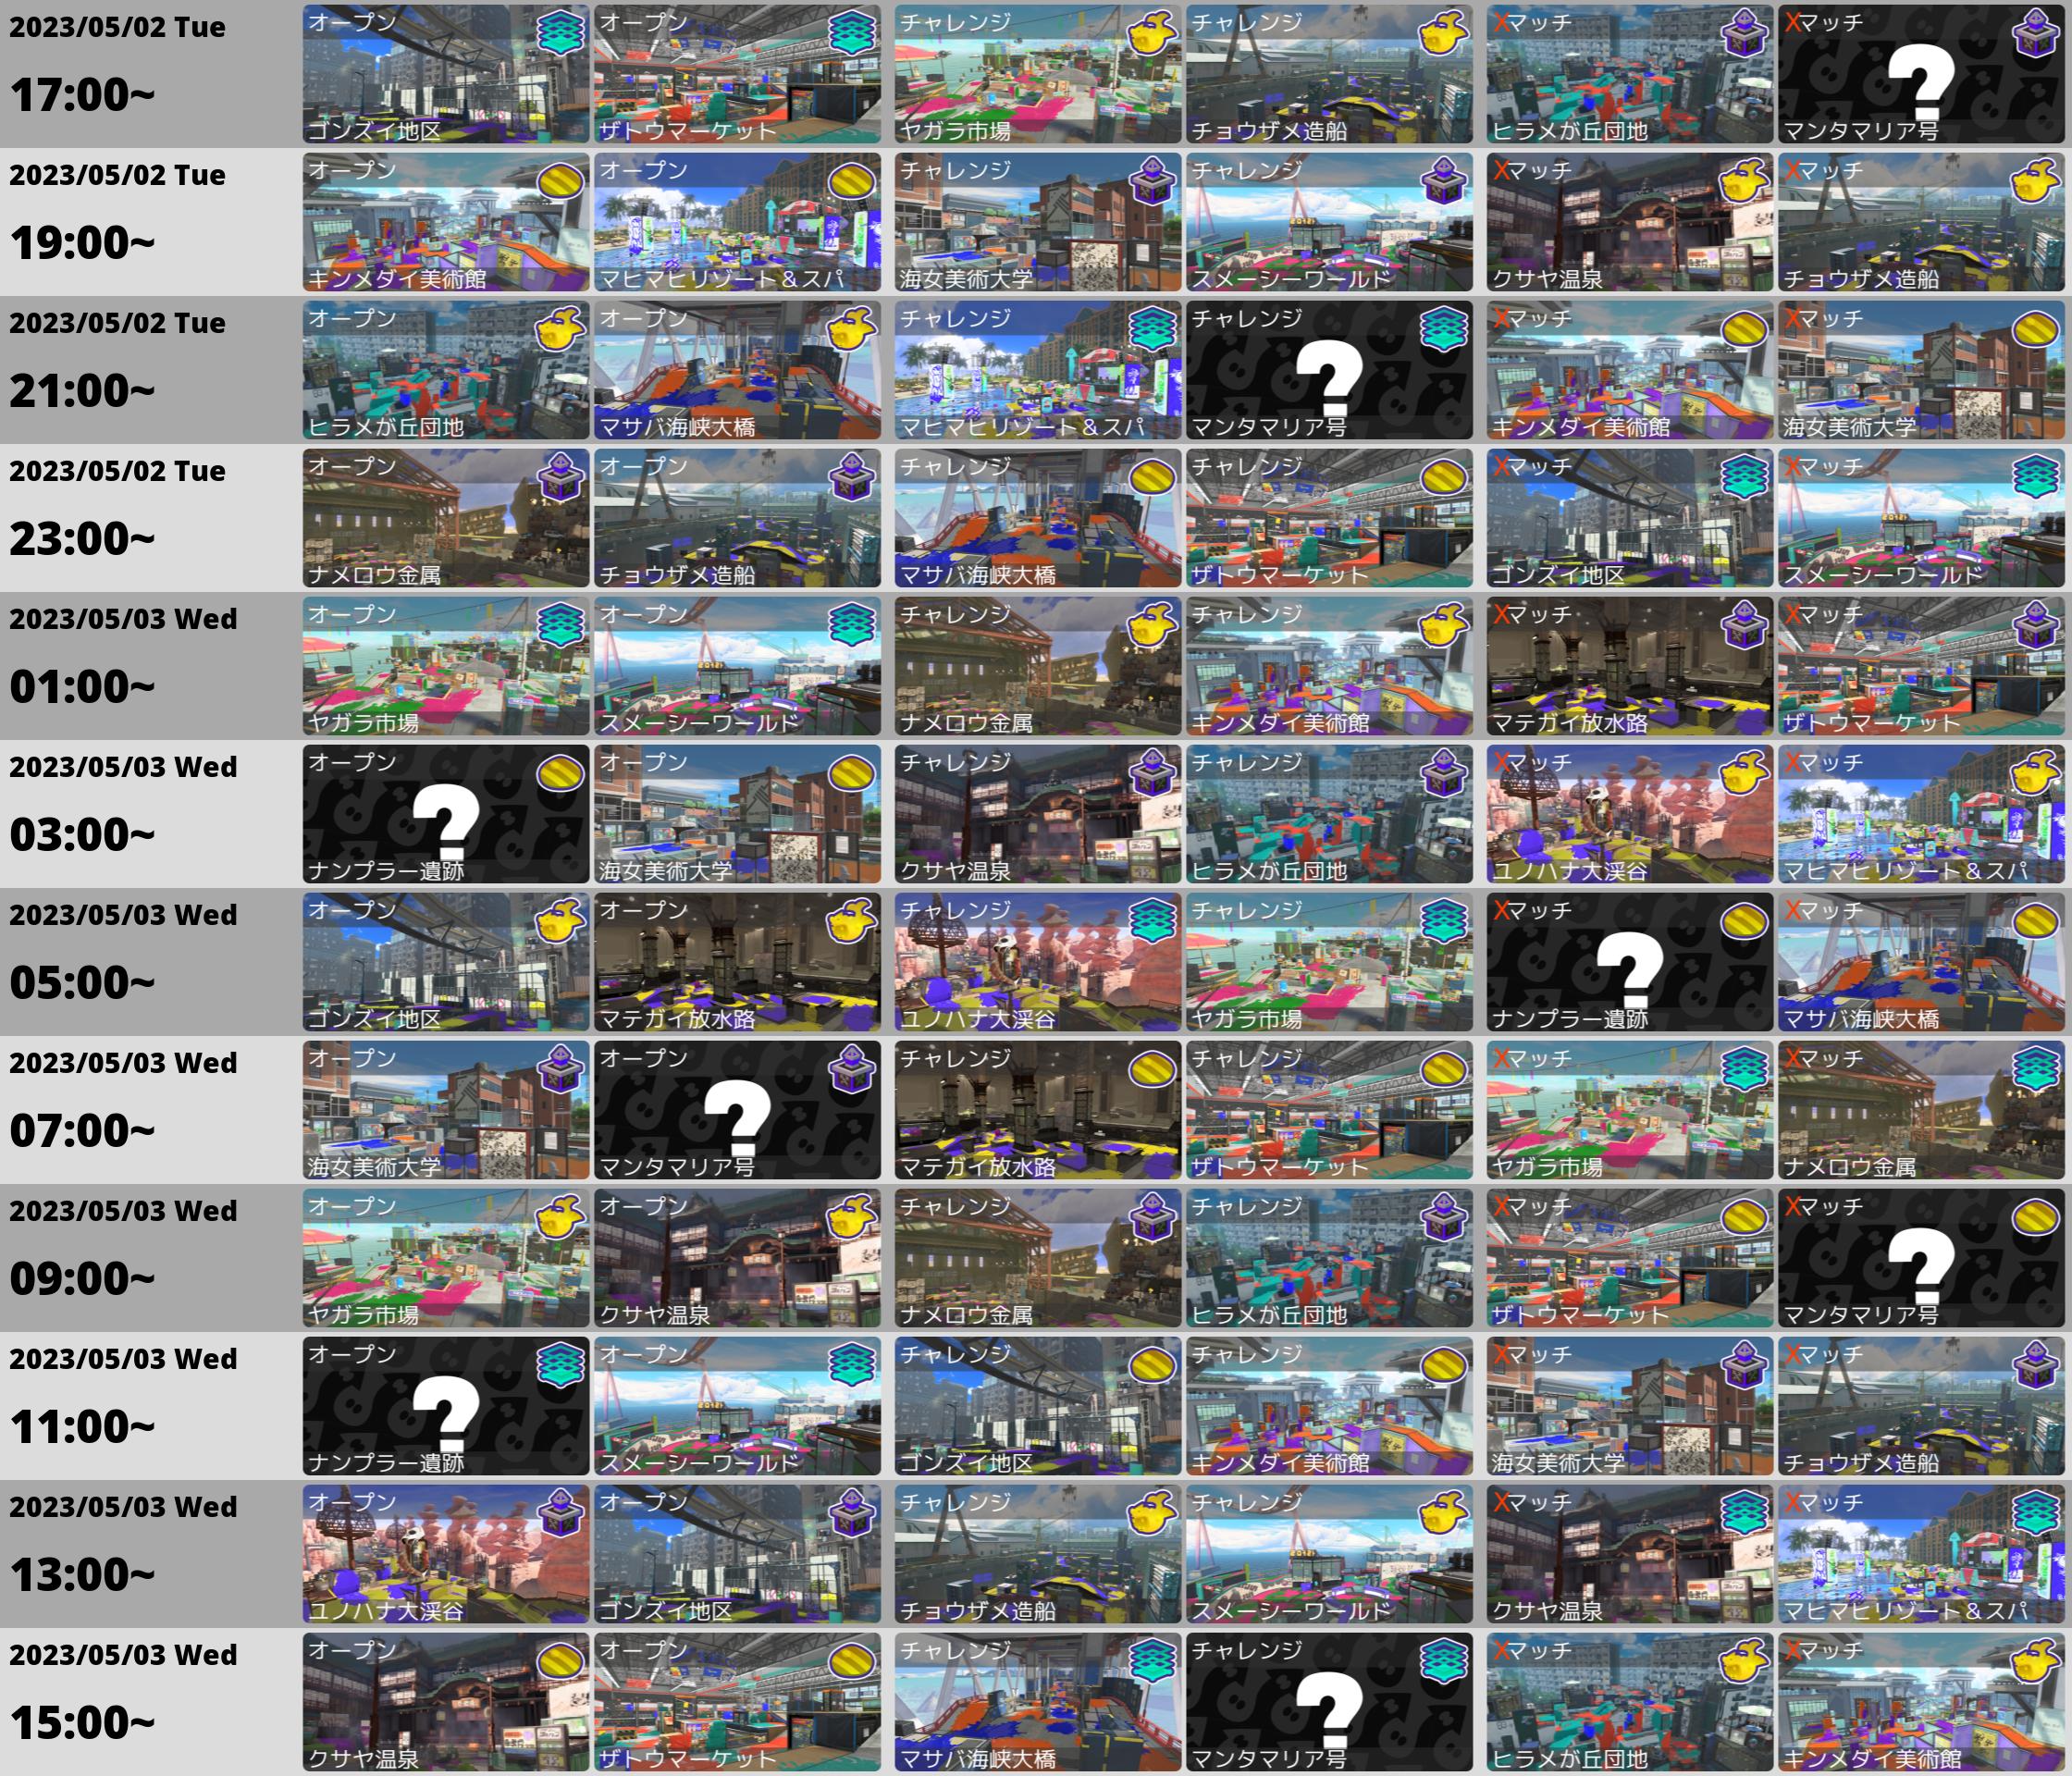 2023/05/02 Tue
17:00~
オープン
ゴンズイ地区
オープン
ザトウマーケット
チャレンジ
ヤガラ市場
チャレンジ
チョウザメ造船
Xマッチ
ヒラメが丘団地
Xマッチ
マンタマリア号
2023/05/02 Tue
19:00~
オープン
キンメダイ美術館
オープン
マヒマヒリゾート＆スパ
チャレンジ
海女美術大学
チャレンジ
スメーシーワールド
Xマッチ
クサヤ温泉
Xマッチ
チョウザメ造船
2023/05/02 Tue
21:00~
オープン
ヒラメが丘団地
オープン
マサバ海峡大橋
チャレンジ
マヒマヒリゾート＆スパ
チャレンジ
マンタマリア号
Xマッチ
キンメダイ美術館
Xマッチ
海女美術大学
2023/05/02 Tue
23:00~
オープン
ナメロウ金属
オープン
チョウザメ造船
チャレンジ
マサバ海峡大橋
チャレンジ
ザトウマーケット
Xマッチ
ゴンズイ地区
Xマッチ
スメーシーワールド
2023/05/03 Wed
01:00~
オープン
ヤガラ市場
オープン
スメーシーワールド
チャレンジ
ナメロウ金属
チャレンジ
キンメダイ美術館
Xマッチ
マテガイ放水路
Xマッチ
ザトウマーケット
2023/05/03 Wed
03:00~
オープン
ナンプラー遺跡
オープン
海女美術大学
チャレンジ
クサヤ温泉
チャレンジ
ヒラメが丘団地
Xマッチ
ユノハナ大渓谷
Xマッチ
マヒマヒリゾート＆スパ
2023/05/03 Wed
05:00~
オープン
ゴンズイ地区
オープン
マテガイ放水路
チャレンジ
ユノハナ大渓谷
チャレンジ
ヤガラ市場
Xマッチ
ナンプラー遺跡
Xマッチ
マサバ海峡大橋
2023/05/03 Wed
07:00~
オープン
海女美術大学
オープン
マンタマリア号
チャレンジ
マテガイ放水路
チャレンジ
ザトウマーケット
Xマッチ
ヤガラ市場
Xマッチ
ナメロウ金属
2023/05/03 Wed
09:00~
オープン
ヤガラ市場
オープン
クサヤ温泉
チャレンジ
ナメロウ金属
チャレンジ
ヒラメが丘団地
Xマッチ
ザトウマーケット
Xマッチ
マンタマリア号
2023/05/03 Wed
11:00~
オープン
ナンプラー遺跡
オープン
スメーシーワールド
チャレンジ
ゴンズイ地区
チャレンジ
キンメダイ美術館
Xマッチ
海女美術大学
Xマッチ
チョウザメ造船
2023/05/03 Wed
13:00~
オープン
ユノハナ大渓谷
オープン
ゴンズイ地区
チャレンジ
チョウザメ造船
チャレンジ
スメーシーワールド
Xマッチ
クサヤ温泉
Xマッチ
マヒマヒリゾート＆スパ
2023/05/03 Wed
15:00~
オープン
クサヤ温泉
オープン
ザトウマーケット
チャレンジ
マサバ海峡大橋
チャレンジ
マンタマリア号
Xマッチ
ヒラメが丘団地
Xマッチ
キンメダイ美術館